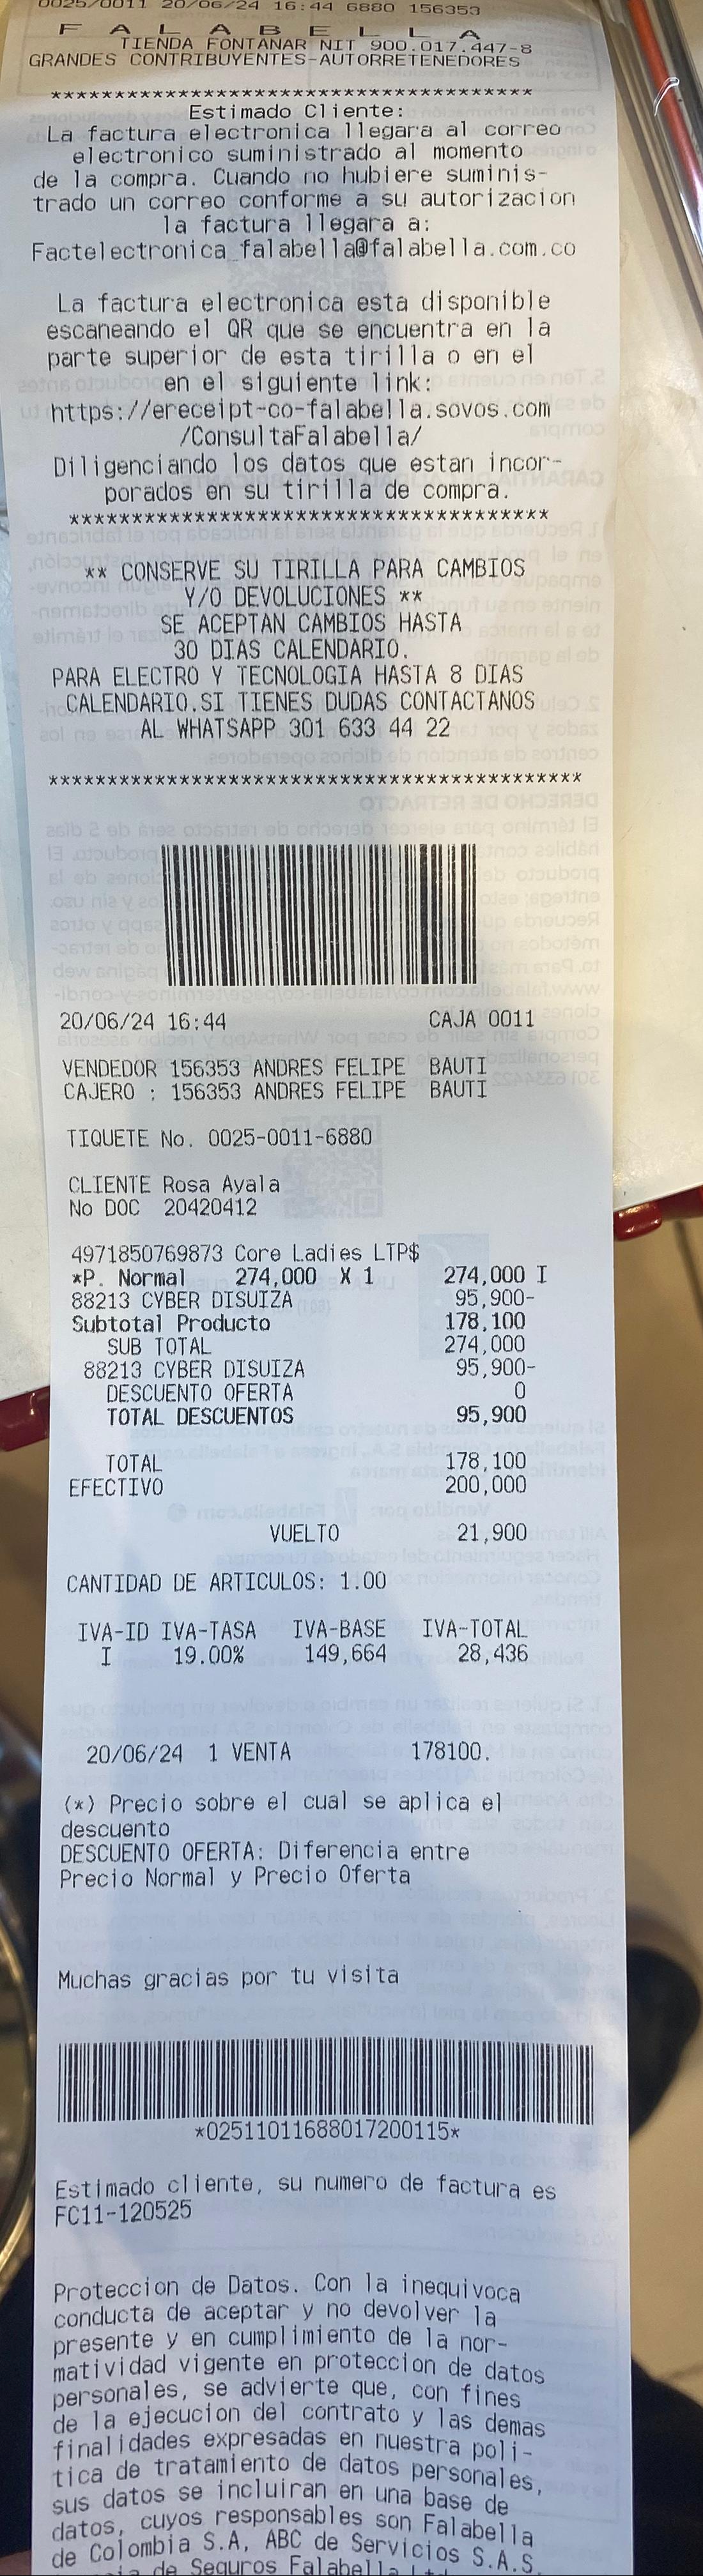 0025/0011 20/06/24 16:44 6880 156353
F A L A B E L L A
TIENDA FONTANAR NIT 900.017.447-8
GRANDES CONTRIBUYENTES-AUTORRETENEDORES
**************************************
Estimado Cliente:
La factura electronica llegara al correo
electronico suministrado al momento
de la compra. Cuando no hubiere suminis-
trado un correo conforme a su autorizacion
la factura llegara a:
Factelectronica_falabella@falabella.com.co
La factura electronica esta disponible
escaneando el QR que se encuentra en la
parte superior de esta tirilla o en el
en el siguiente link:
https://ereceipt-co-falabella.sovos.com
/ConsultaFalabella/
Diligenciando los datos que estan incor-
porados en su tirilla de compra.
**************************************
** CONSERVE SU TIRILLA PARA CAMBIOS
Y/O DEVOLUCIONES **
SE ACEPTAN CAMBIOS HASTA
30 DIAS CALENDARIO.
PARA ELECTRO Y TECNOLOGIA HASTA 8 DIAS
CALENDARIO.SI TIENES DUDAS CONTACTANOS
AL WHATSAPP 301 633 44 22
********************************************
20/06/24 16:44 CAJA 0011
VENDEDOR 156353 ANDRES FELIPE BAUTI
CAJERO : 156353 ANDRES FELIPE BAUTI
TIQUETE No. 0025-0011-6880
CLIENTE Rosa Ayala
No DOC 20420412
4971850769873 Core Ladies LTP$
*P. Normal 274,000 X 1 274,000 I
88213 CYBER DISUIZA 95,900-
Subtotal Producto 178,100
SUB TOTAL 274,000
88213 CYBER DISUIZA 95,900-
DESCUENTO OFERTA 0
TOTAL DESCUENTOS 95,900
TOTAL 178,100
EFECTIVO 200,000
VUELTO 21,900
CANTIDAD DE ARTICULOS: 1.00
IVA-ID IVA-TASA IVA-BASE IVA-TOTAL
I 19.00% 149,664 28,436
20/06/24 1 VENTA 178100.
(*) Precio sobre el cual se aplica el
descuento
DESCUENTO OFERTA: Diferencia entre
Precio Normal y Precio Oferta
Muchas gracias por tu visita
*02511011688017200115*
Estimado cliente, su numero de factura es
FC11-120525
Proteccion de Datos. Con la inequivoca
conducta de aceptar y no devolver la
presente y en cumplimiento de la nor-
matividad vigente en proteccion de datos
personales, se advierte que, con fines
de la ejecucion del contrato y las demas
finalidades expresadas en nuestra poli-
tica de tratamiento de datos personales,
sus datos se incluiran en una base de
datos, cuyos responsables son Falabella
de Colombia S.A, ABC de Servicios S.A.S.
de Seguros Falabella